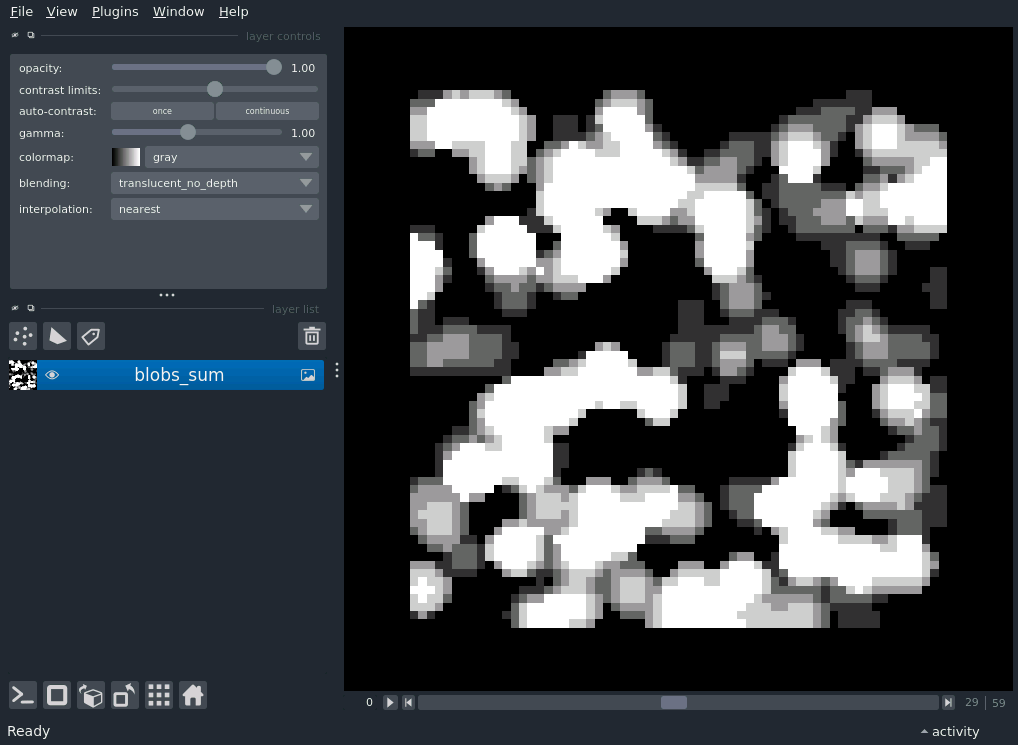 File View Plugins Window Help
layer controls
opacity: 1.00
contrast limits:
auto-contrast: once continuous
gamma: 1.00
colormap: gray
blending: translucent_no_depth
interpolation: nearest
layer list
blobs_sum
0 29 59
Ready activity